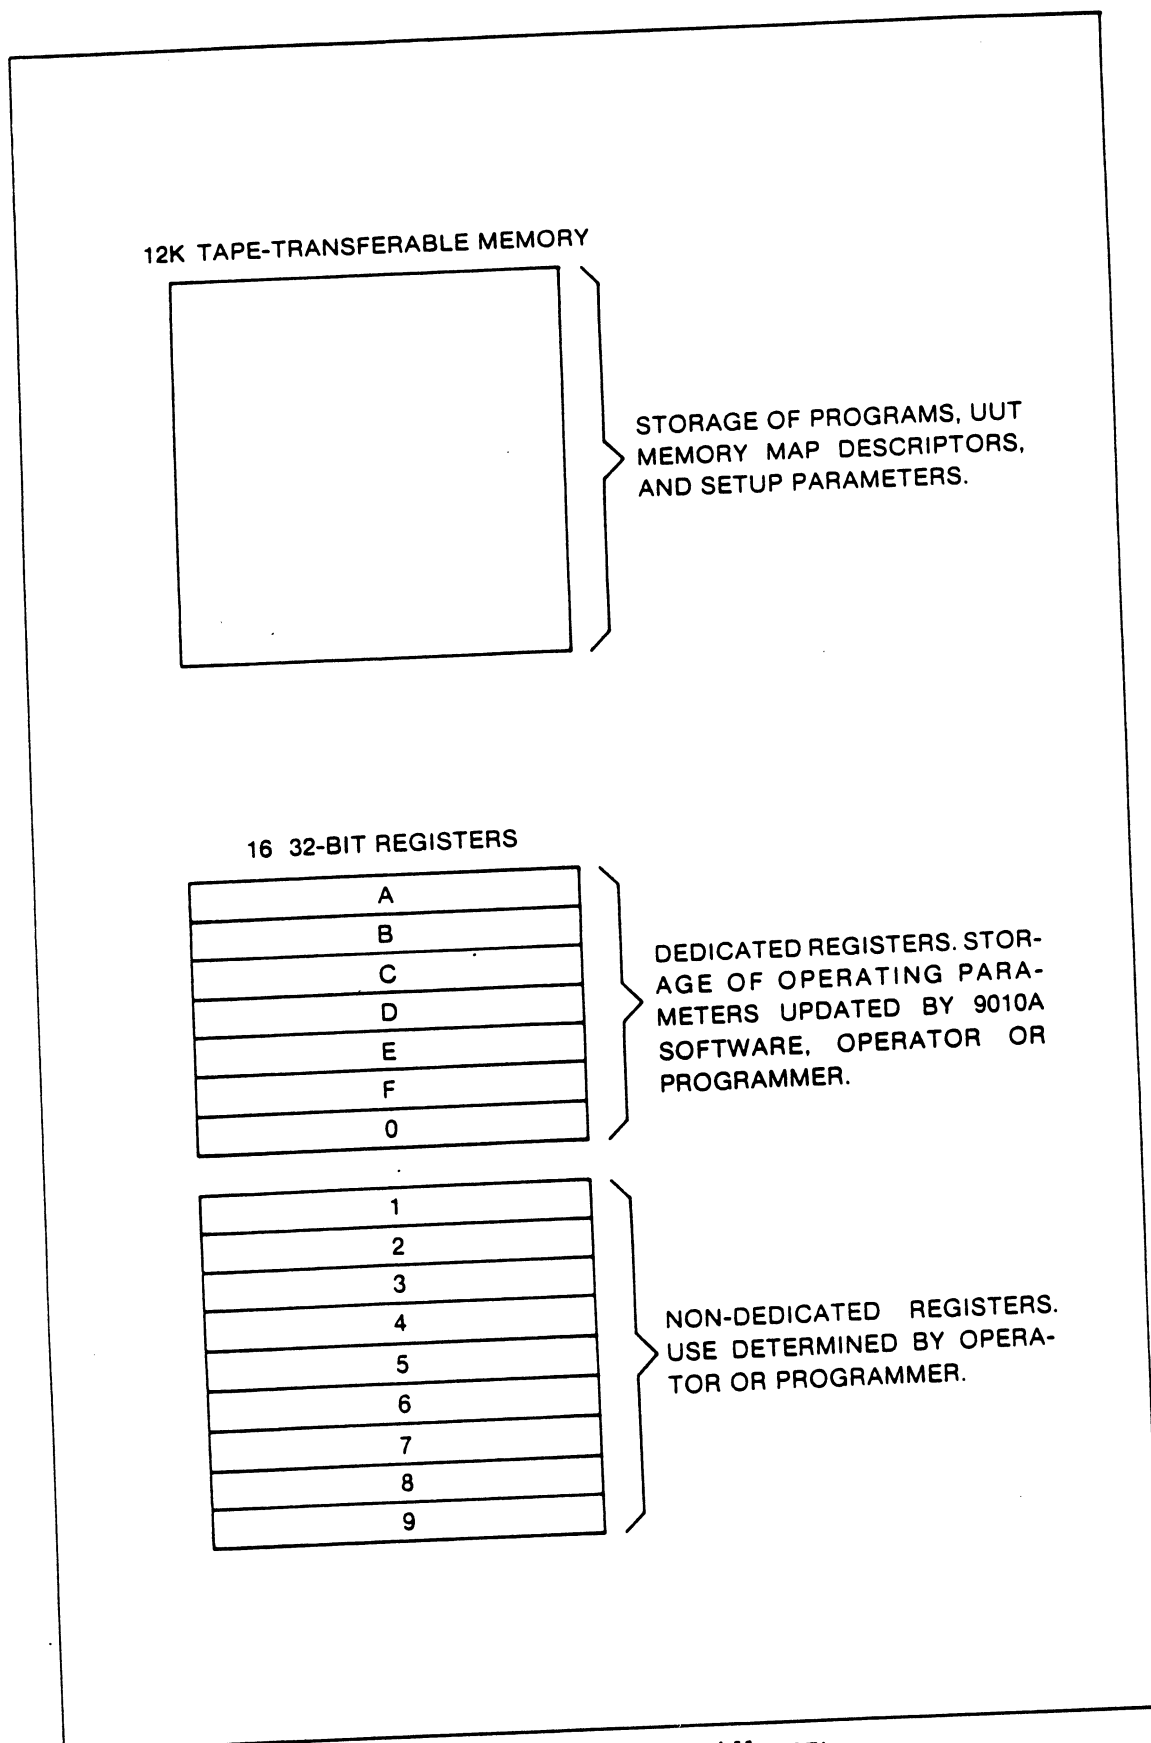 12K TAPE-TRANSFERABLE MEMORY
STORAGE OF PROGRAMS, UUT
MEMORY MAP DESCRIPTORS,
AND SETUP PARAMETERS.
16 32-BIT REGISTERS
A
B
C
D
E
F
0
DEDICATED REGISTERS. STOR-
AGE OF OPERATING PARA-
METERS UPDATED BY 9010A
SOFTWARE, OPERATOR OR
PROGRAMMER.
1
2
3
4
5
6
7
8
9
NON-DEDICATED REGISTERS.
USE DETERMINED BY OPERA-
TOR OR PROGRAMMER.